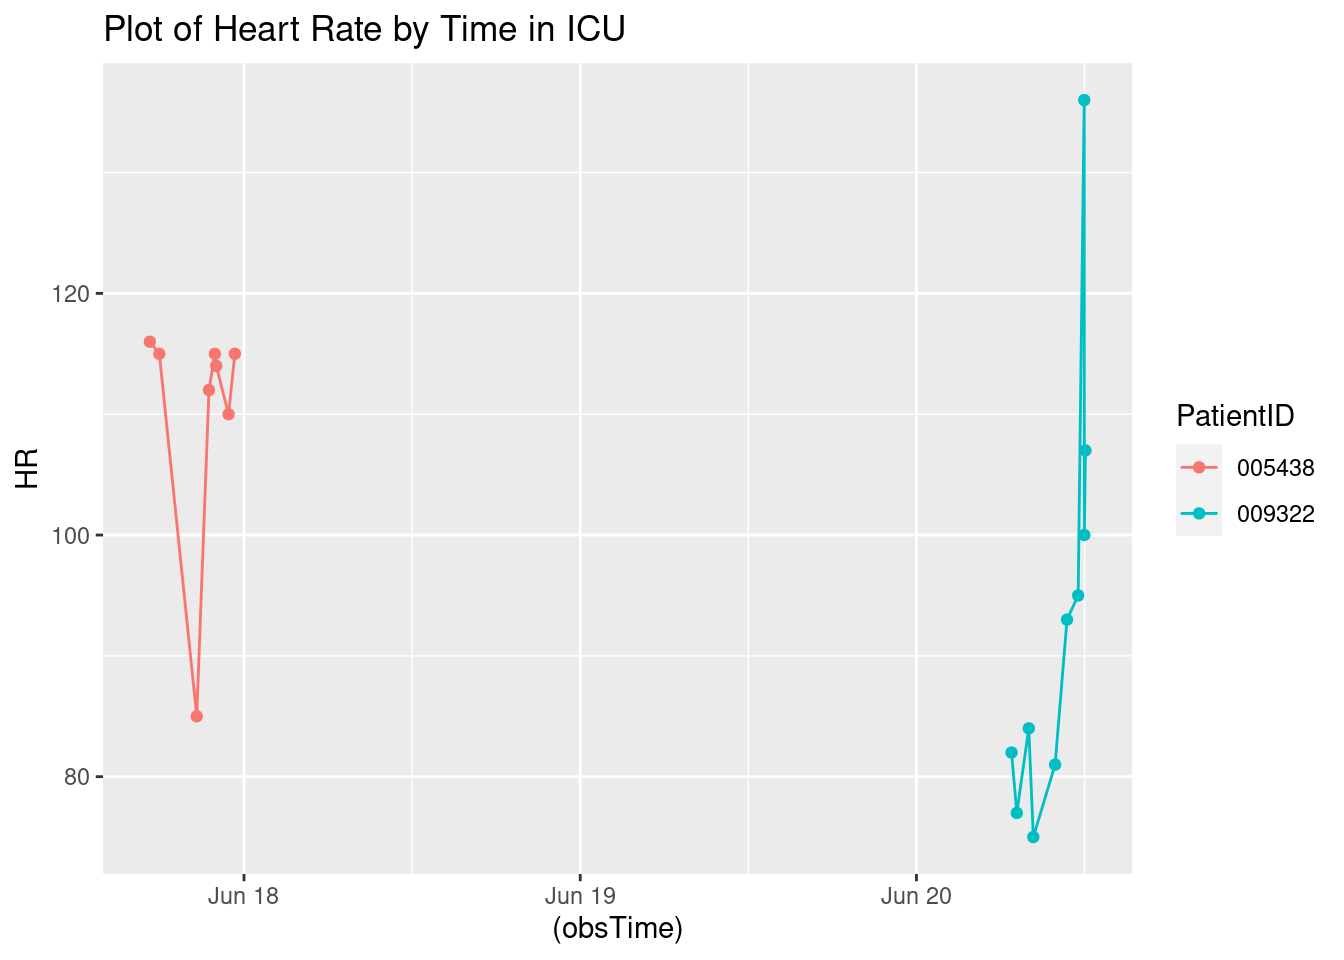 Plot of Heart Rate by Time in ICU
HR
120
100
80
Jun 18
Jun 19
Jun 20
(obsTime)
PatientID
005438
009322